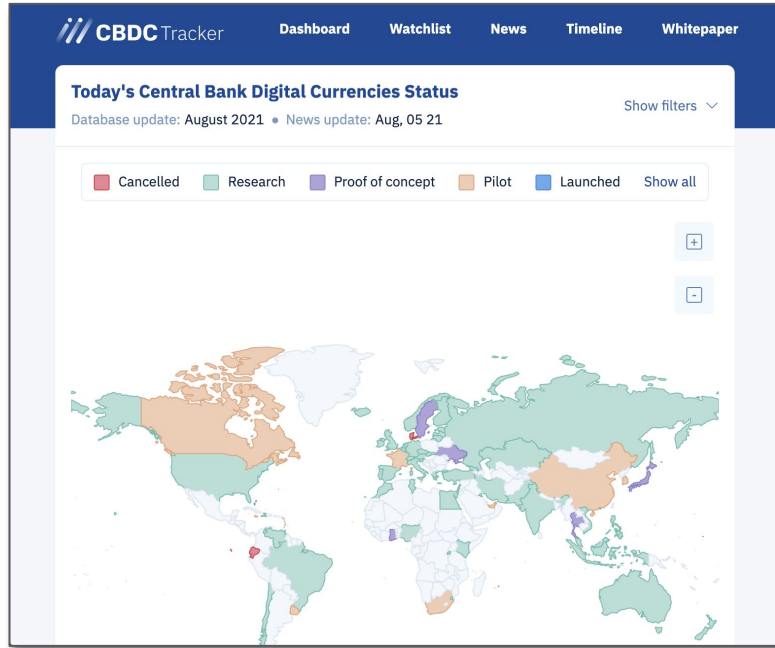 CBDC Tracker Dashboard Watchlist News Timeline Whitepaper
Today's Central Bank Digital Currencies Status
Show filters
Database update: August 2021 • News update: Aug, 05 21
Cancelled Research Proof of concept Pilot Launched Show all
+
-